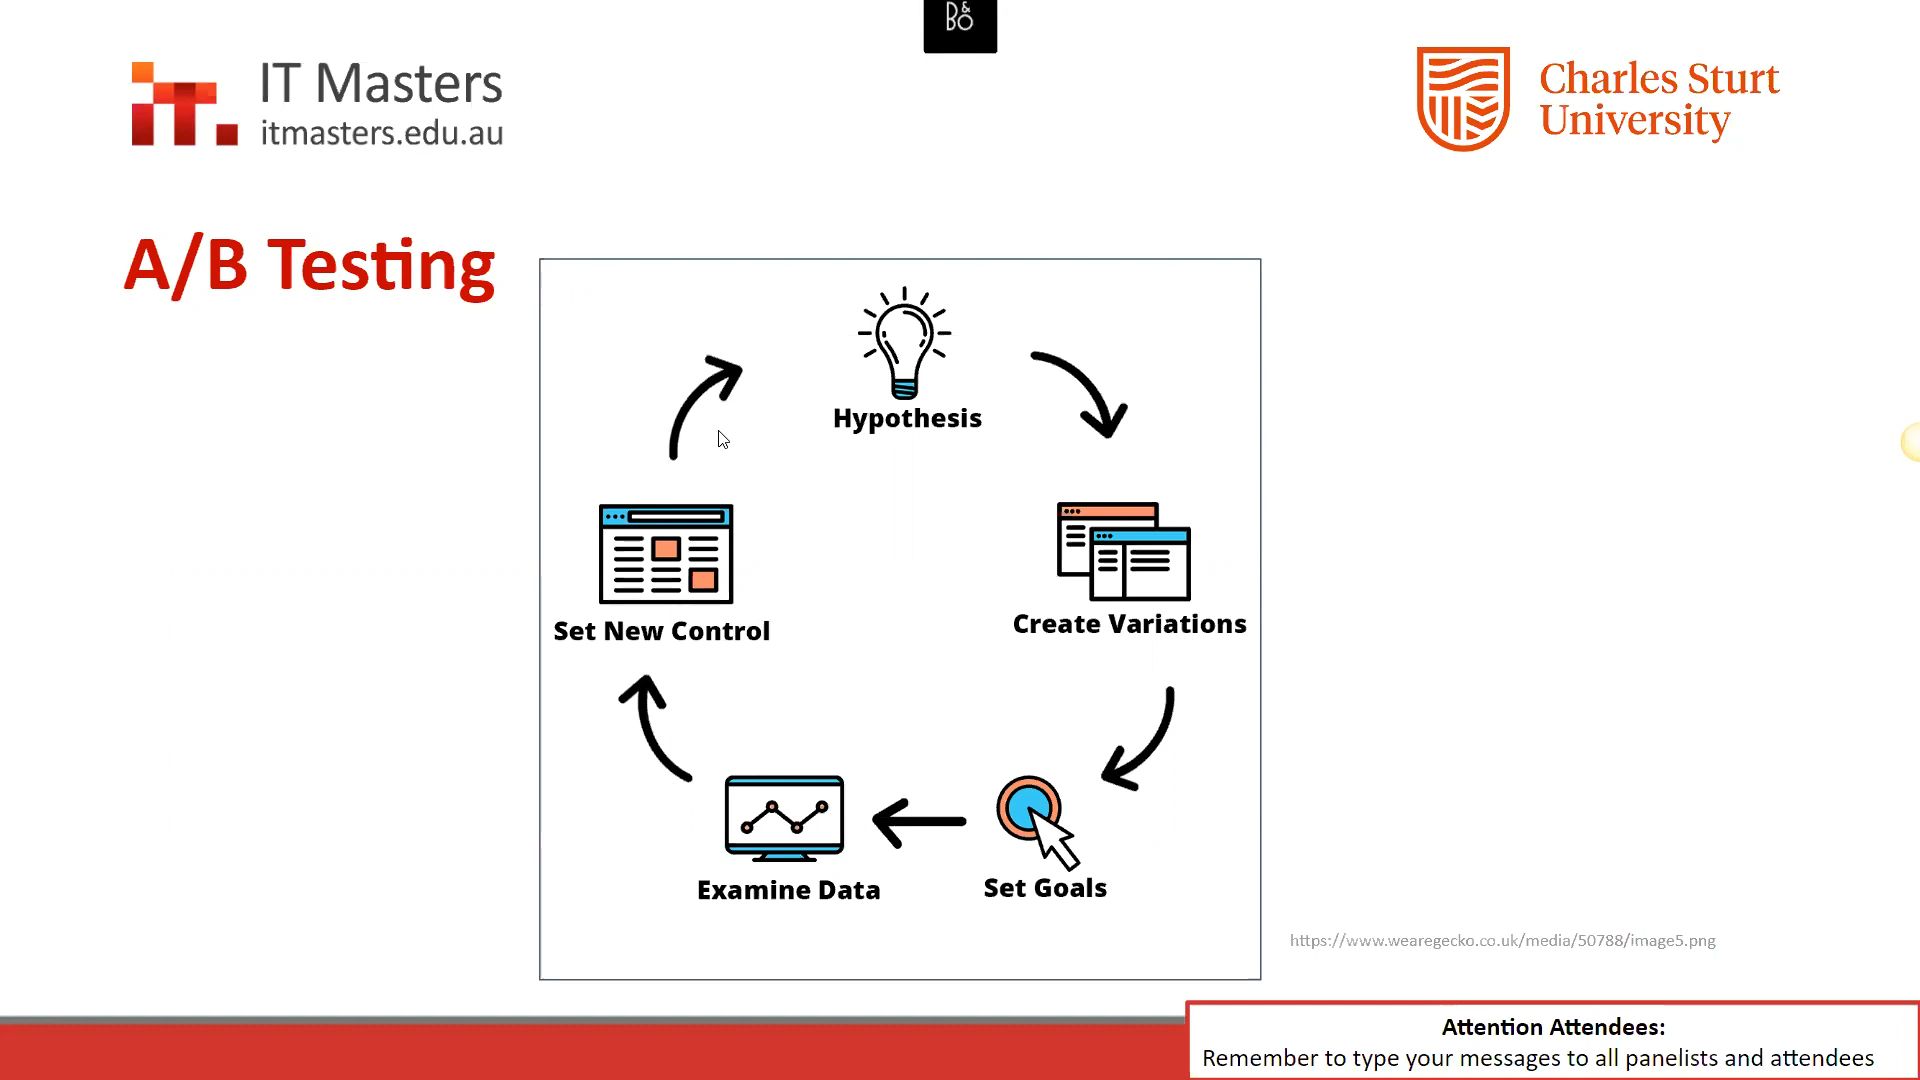 B&O
IT Masters
itmasters.edu.au
Charles Sturt
University
A/B Testing
Hypothesis
Set New Control
Create Variations
Examine Data
Set Goals
https://www.wearegecko.co.uk/media/50788/image5.png
Attention Attendees:
Remember to type your messages to all panelists and attendees